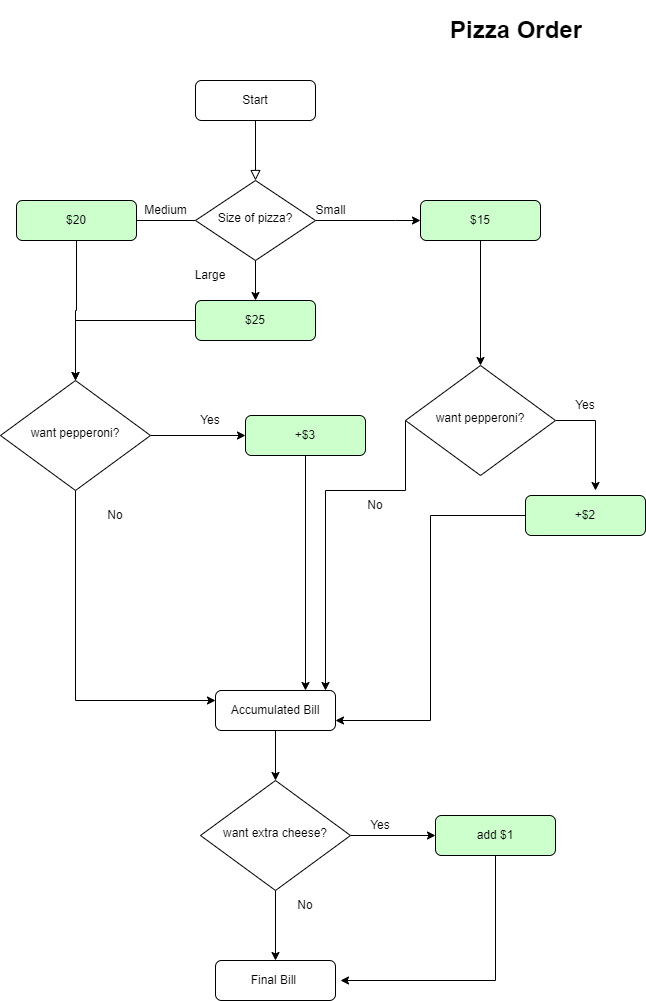 Pizza Order
Start
Medium
Small
$20
Size of pizza?
$15
Large
$25
want pepperoni?
Yes
+$3
want pepperoni?
Yes
No
No
+$2
Accumulated Bill
want extra cheese?
Yes
add $1
No
Final Bill